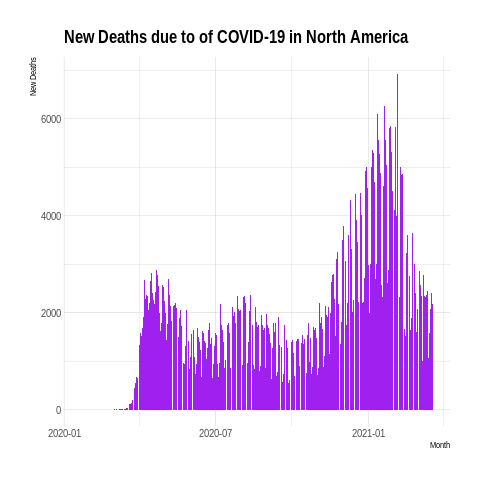 New Deaths due to of COVID-19 in North America
New Deaths
6000
4000
2000
0
2020-01
2020-07
2021-01
Month